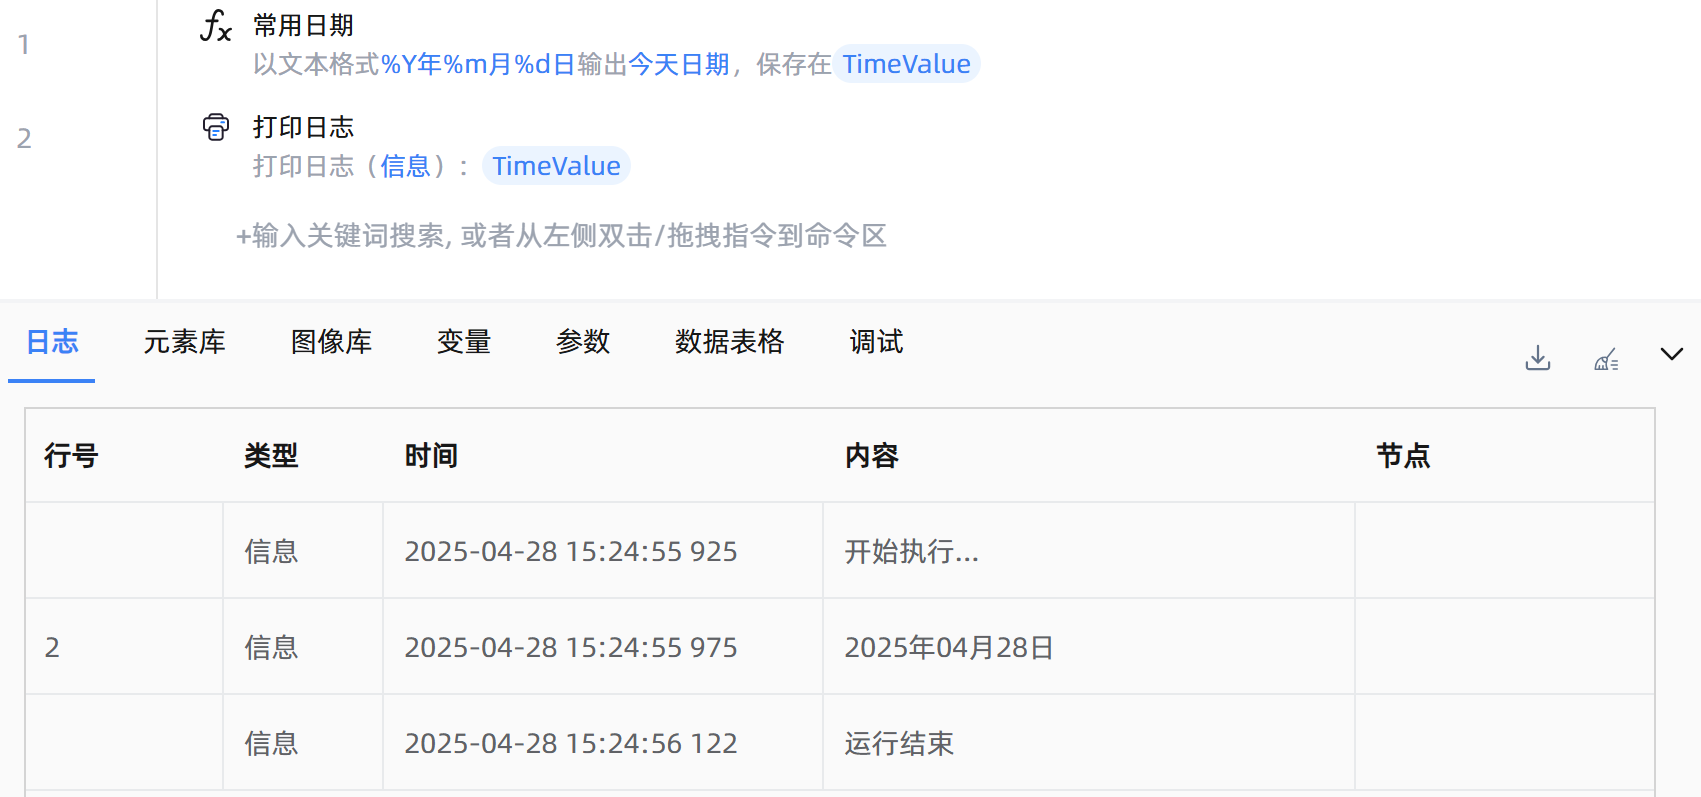 1
常用日期
以文本格式%Y年%m月%d日输出今天日期，保存在 TimeValue
2
打印日志
打印日志（信息）： TimeValue
+输入关键词搜索, 或者从左侧双击/拖拽指令到命令区
日志 元素库 图像库 变量 参数 数据表格 调试
行号 类型 时间 内容 节点
信息 2025-04-28 15:24:55 925 开始执行...
2 信息 2025-04-28 15:24:55 975 2025年04月28日
信息 2025-04-28 15:24:56 122 运行结束